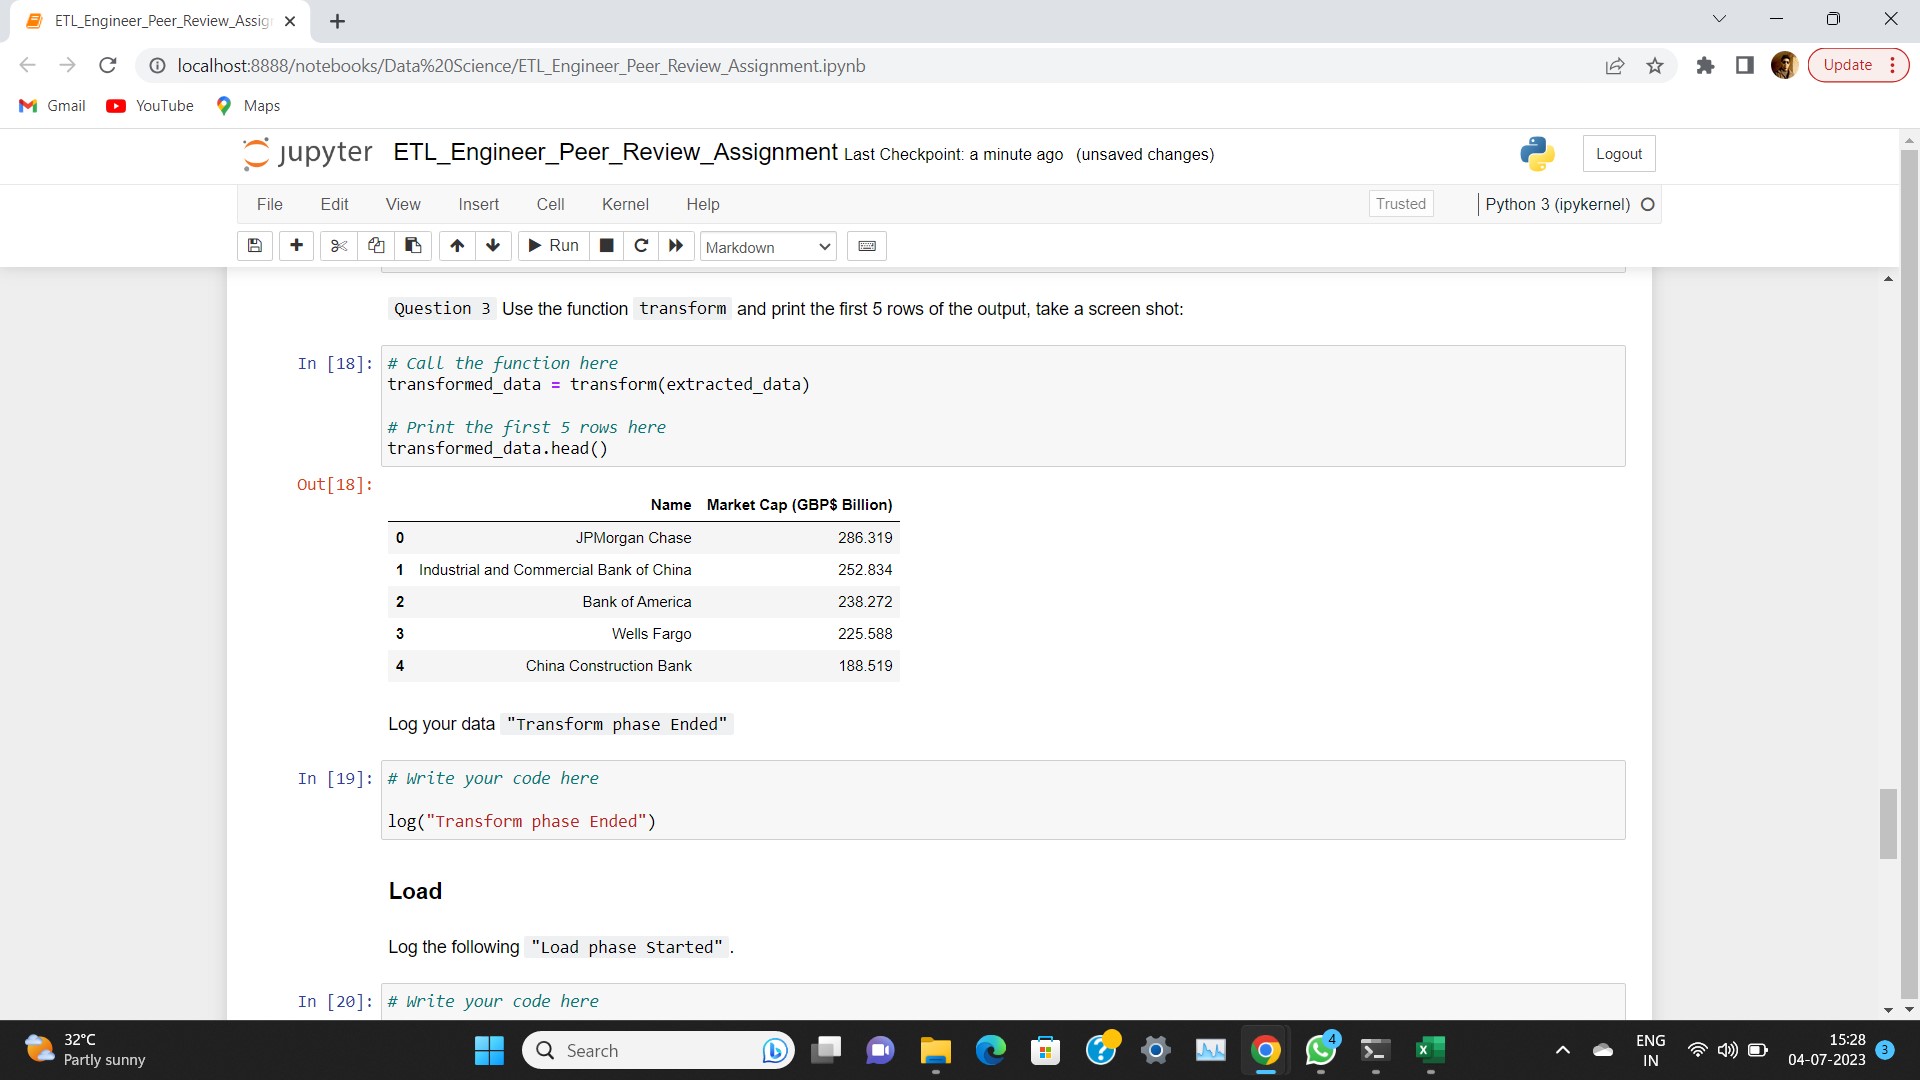 ETL_Engineer_Peer_Review_Assig
localhost:8888/notebooks/Data%20Science/ETL_Engineer_Peer_Review_Assignment.ipynb
Update
Gmail YouTube Maps
jupyter ETL_Engineer_Peer_Review_Assignment Last Checkpoint: a minute ago (unsaved changes)
Logout
File Edit View Insert Cell Kernel Help
Trusted Python 3 (ipykernel)
Run Markdown
Question 3 Use the function transform and print the first 5 rows of the output, take a screen shot:
In [18]: # Call the function here
transformed_data = transform(extracted_data)
# Print the first 5 rows here
transformed_data.head()
Out[18]:
Name Market Cap (GBP$ Billion)
0 JPMorgan Chase 286.319
1 Industrial and Commercial Bank of China 252.834
2 Bank of America 238.272
3 Wells Fargo 225.588
4 China Construction Bank 188.519
Log your data "Transform phase Ended"
In [19]: # Write your code here
log("Transform phase Ended")
Load
Log the following "Load phase Started" .
In [20]: # Write your code here
32°C
Partly sunny
Search
4
ENG
IN
15:28
04-07-2023
3